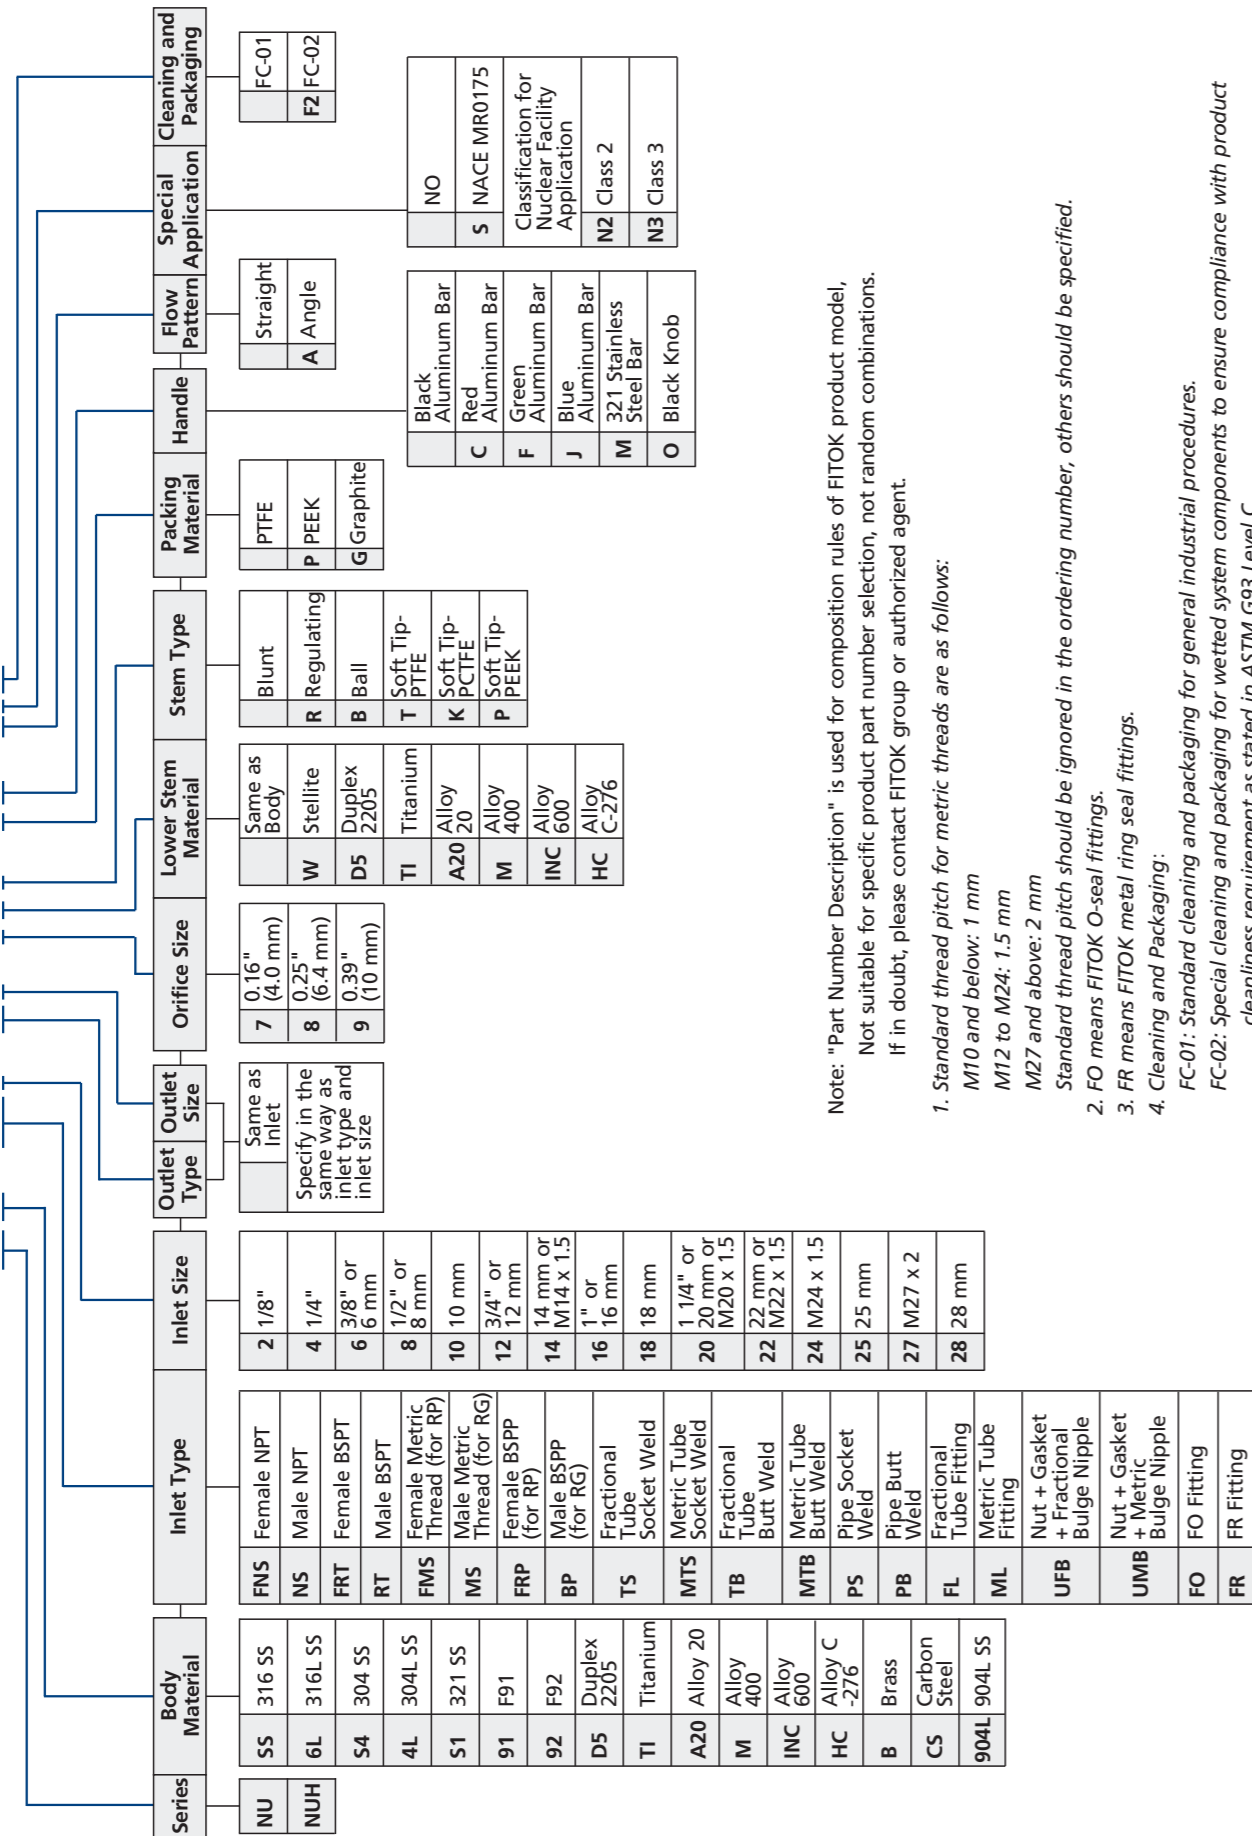 Series
NU
NUH
Body
Material
SS 316 SS
6L 316L SS
S4 304 SS
4L 304L SS
S1 321 SS
91 F91
92 F92
D5 Duplex
2205
TI Titanium
A20 Alloy 20
M Alloy
400
INC Alloy
600
HC Alloy C
-276
B Brass
CS Carbon
Steel
904L 904L SS
Inlet Type
FNS Female NPT
NS Male NPT
FRT Female BSPT
RT Male BSPT
FMS Female Metric
Thread (for RP)
MS Male Metric
Thread (for RG)
FRP Female BSPP
(for RP)
BP Male BSPP
(for RG)
TS Fractional
Tube
Socket Weld
MTS Metric Tube
Socket Weld
TB Fractional
Tube
Butt Weld
MTB Metric Tube
Butt Weld
PS Pipe Socket
Weld
PB Pipe Butt
Weld
FL Fractional
Tube Fitting
ML Metric Tube
Fitting
UFB Nut + Gasket
+ Fractional
Bulge Nipple
UMB Nut + Gasket
+ Metric
Bulge Nipple
FO FO Fitting
FR FR Fitting
Inlet Size
2 1/8"
4 1/4"
6 3/8" or
6 mm
8 1/2" or
8 mm
10 10 mm
12 3/4" or
12 mm
14 14 mm or
M14 x 1.5
16 1" or
16 mm
18 18 mm
20 1 1/4" or
20 mm or
M20 x 1.5
22 22 mm or
M22 x 1.5
24 M24 x 1.5
25 25 mm
27 M27 x 2
28 28 mm
Outlet
Type
Outlet
Size
Same as
Inlet
Specify in the
same way as
inlet type and
inlet size
Orifice Size
7 0.16"
(4.0 mm)
8 0.25"
(6.4 mm)
9 0.39"
(10 mm)
Lower Stem
Material
Same as
Body
W Stellite
D5 Duplex
2205
TI Titanium
A20 Alloy
20
M Alloy
400
INC Alloy
600
HC Alloy
C-276
Stem Type
Blunt
R Regulating
B Ball
T Soft Tip-
PTFE
K Soft Tip-
PCTFE
P Soft Tip-
PEEK
Packing
Material
PTFE
P PEEK
G Graphite
Handle
Black
Aluminum Bar
C Red
Aluminum Bar
F Green
Aluminum Bar
J Blue
Aluminum Bar
M 321 Stainless
Steel Bar
O Black Knob
Flow
Pattern
Straight
A Angle
Special
Application
NO
S NACE MR0175
Classification for
Nuclear Facility
Application
N2 Class 2
N3 Class 3
Cleaning and
Packaging
FC-01
F2 FC-02
Note: "Part Number Description" is used for composition rules of FITOK product model,
Not suitable for specific product part number selection, not random combinations.
If in doubt, please contact FITOK group or authorized agent.
1. Standard thread pitch for metric threads are as follows:
M10 and below: 1 mm
M12 to M24: 1.5 mm
M27 and above: 2 mm
Standard thread pitch should be ignored in the ordering number, others should be specified.
2. FO means FITOK O-seal fittings.
3. FR means FITOK metal ring seal fittings.
4. Cleaning and Packaging:
FC-01: Standard cleaning and packaging for general industrial procedures.
FC-02: Special cleaning and packaging for wetted system components to ensure compliance with product
cleanliness requirement as stated in ASTM G93 Level C